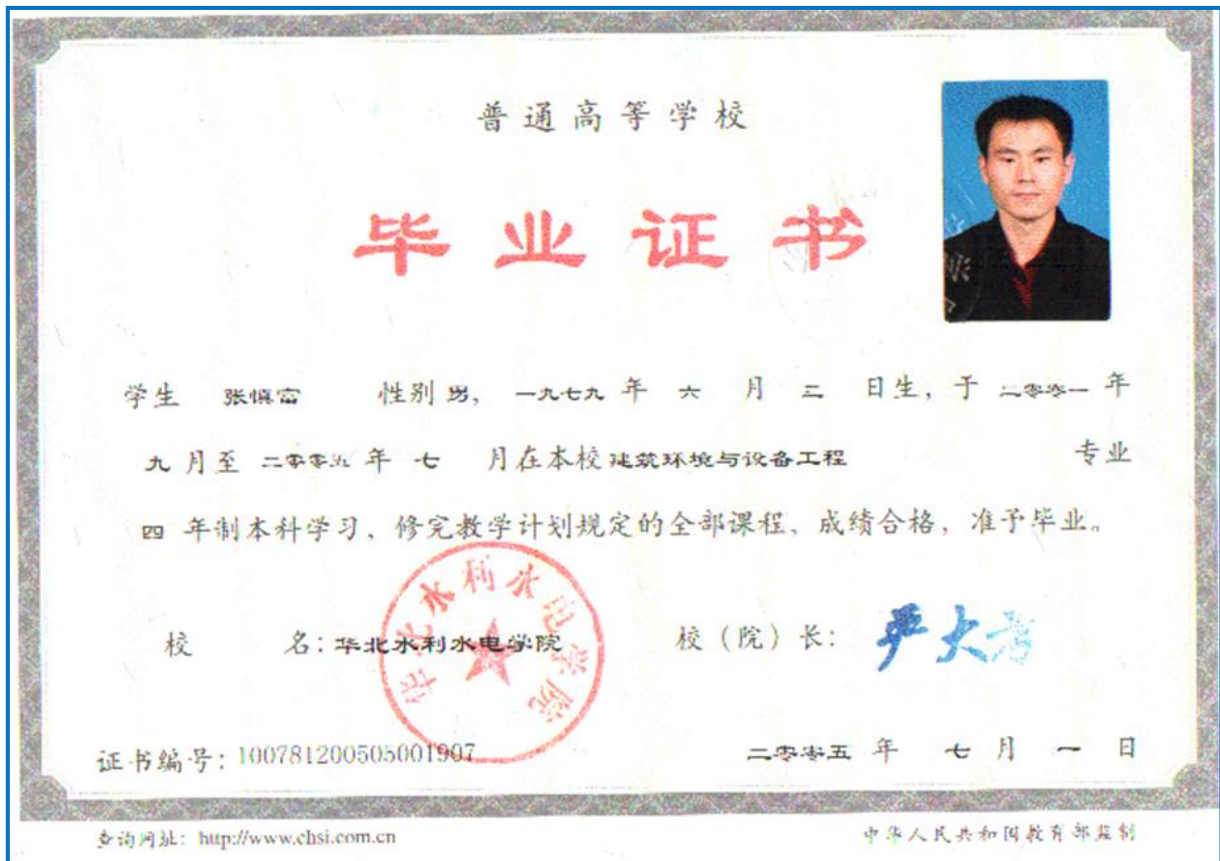 普通高等学校
毕业证书
学生 张慎富 性别 男, 一九七九 年 六 月 三 日生, 于 二零零一 年
九 月至 二零零五 年 七 月在本校 建筑环境与设备工程 专业
四 年制本科学习、修完教学计划规定的全部课程、成绩合格, 准予毕业。
华北水利水电学院
校 名: 华北水利水电学院 校（院）长: 严大考
证书编号: 100781200505001907 二零零五 年 七 月 一 日
查询网址: http://www.chsi.com.cn 中华人民共和国教育部监制